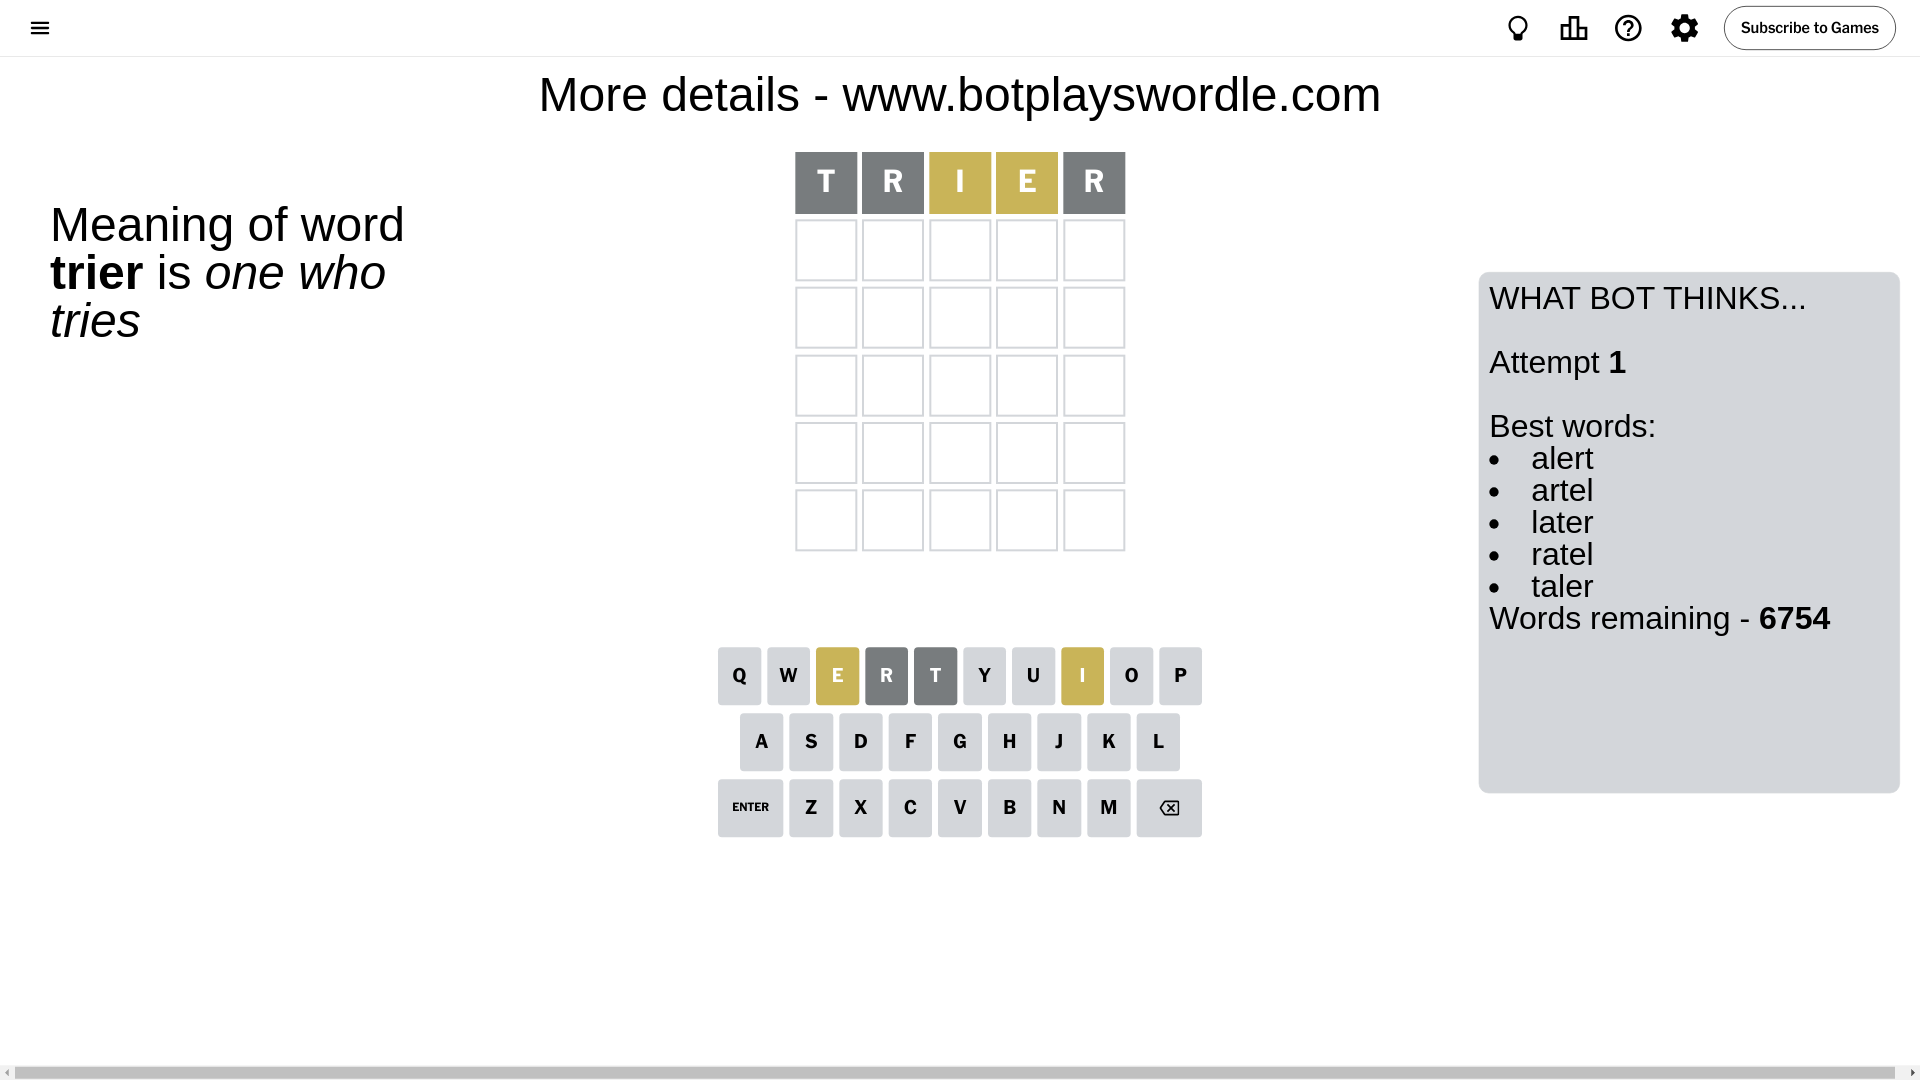 Subscribe to Games
More details - www.botplayswordle.com
Meaning of word
trier is one who
tries
T R I E R
WHAT BOT THINKS...
Attempt 1
Best words:
• alert
• artel
• later
• ratel
• taler
Words remaining - 6754
Q W E R T Y U I O P
A S D F G H J K L
ENTER Z X C V B N M